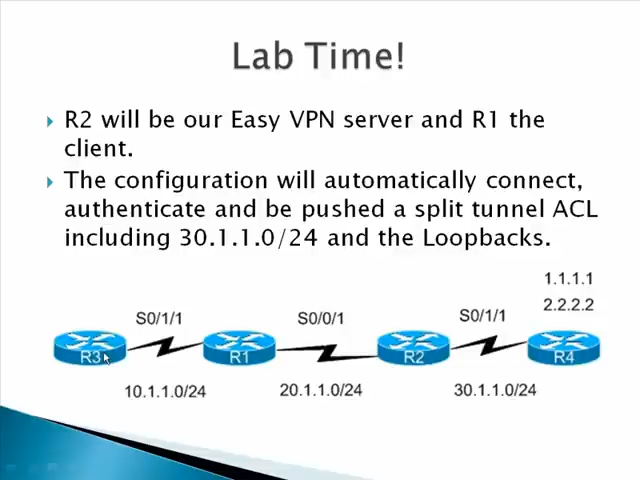 Lab Time!
R2 will be our Easy VPN server and R1 the
client.
The configuration will automatically connect,
authenticate and be pushed a split tunnel ACL
including 30.1.1.0/24 and the Loopbacks.
1.1.1.1
2.2.2.2
S0/1/1
S0/0/1
S0/1/1
R3
R1
R2
R4
10.1.1.0/24
20.1.1.0/24
30.1.1.0/24